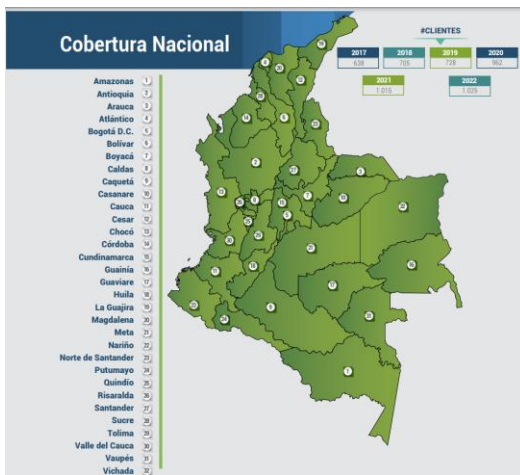 Cobertura Nacional
#CLIENTES
2017 2018 2019 2020
638 705 728 962
2021 2022
1.015 1.025
Amazonas 1
Antioquia 2
Arauca 3
Atlántico 4
Bogotá D.C. 5
Bolívar 6
Boyacá 7
Caldas 8
Caquetá 9
Casanare 10
Cauca 11
Cesar 12
Chocó 13
Córdoba 14
Cundinamarca 15
Guainía 16
Guaviare 17
Huila 18
La Guajira 19
Magdalena 20
Meta 21
Nariño 22
Norte de Santander 23
Putumayo 24
Quindío 25
Risaralda 26
Santander 27
Sucre 28
Tolima 29
Valle del Cauca 30
Vaupés 31
Vichada 32